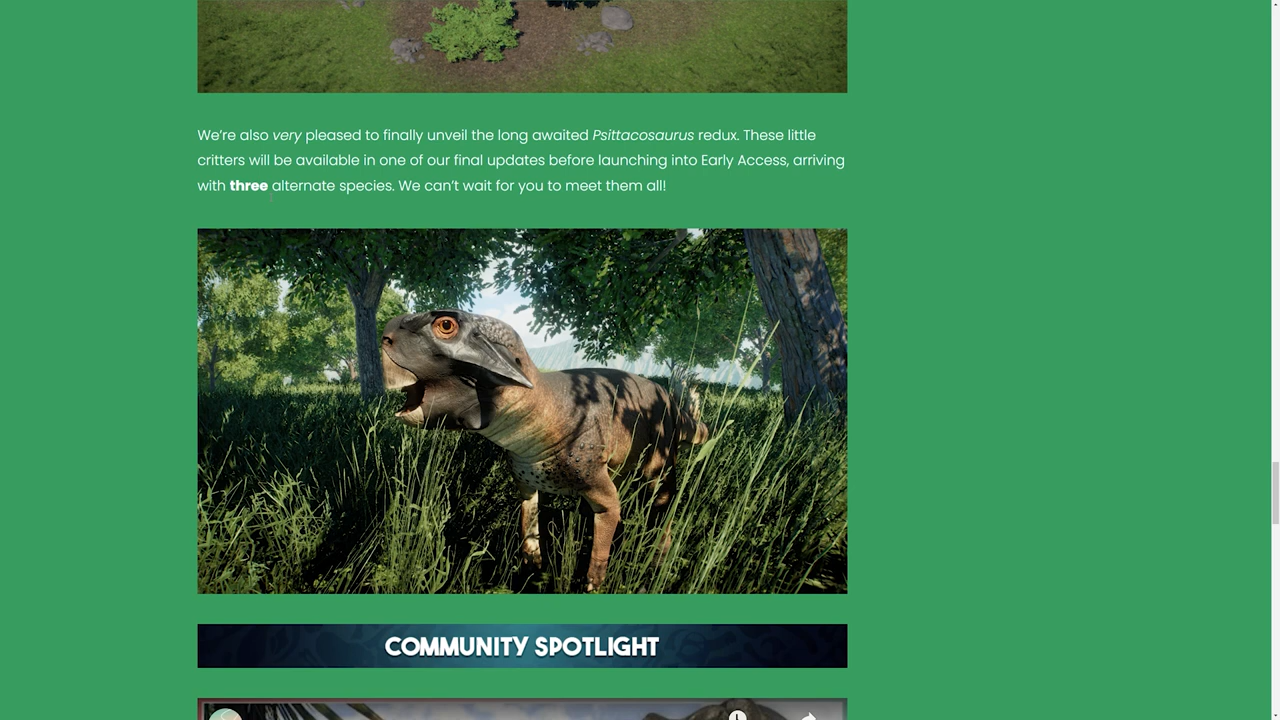 We’re also very pleased to finally unveil the long awaited Psittacosaurus redux. These little
critters will be available in one of our final updates before launching into Early Access, arriving
with three alternate species. We can’t wait for you to meet them all!
COMMUNITY SPOTLIGHT